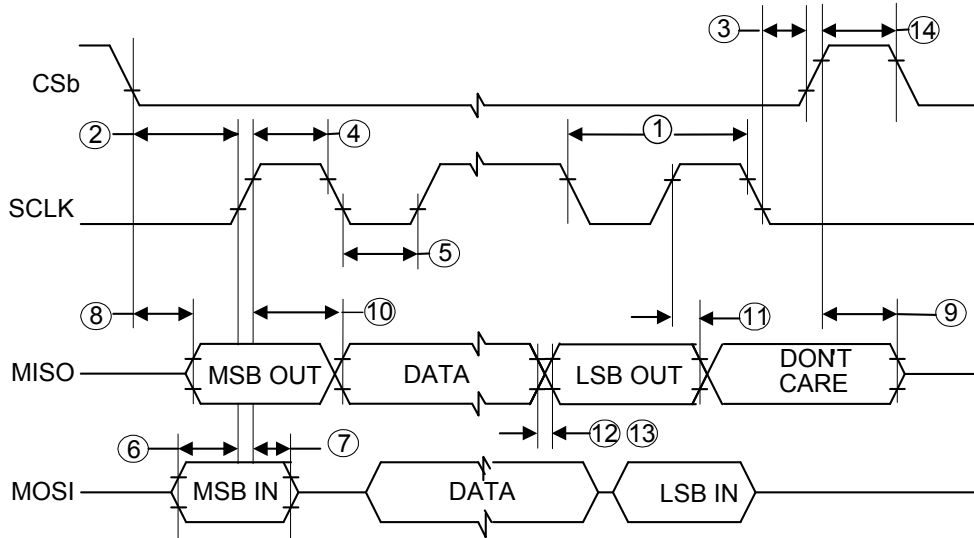 ③ ⑭
CSb
② ④ ①
SCLK
⑤
⑧ ⑩ ⑪ ⑨
MISO MSB OUT DATA LSB OUT DON'T CARE
⑥ ⑦ ⑫ ⑬
MOSI MSB IN DATA LSB IN